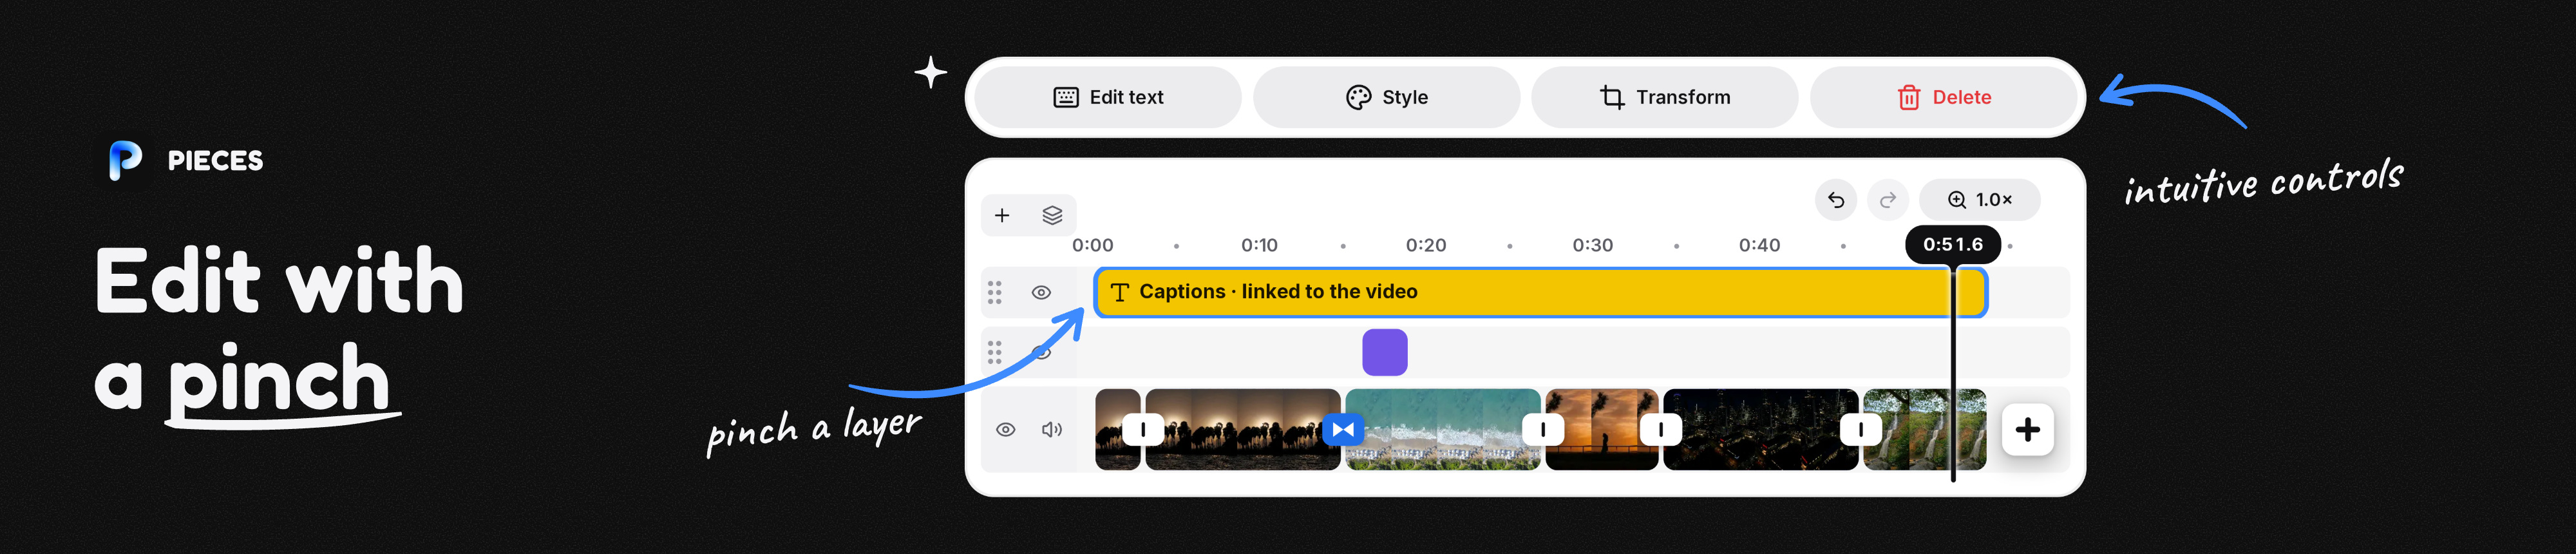 PIECES
Edit with
a pinch
Edit text Style Transform Delete
intuitive controls
1.0×
0:00 0:10 0:20 0:30 0:40 0:51.6
Captions · linked to the video
pinch a layer